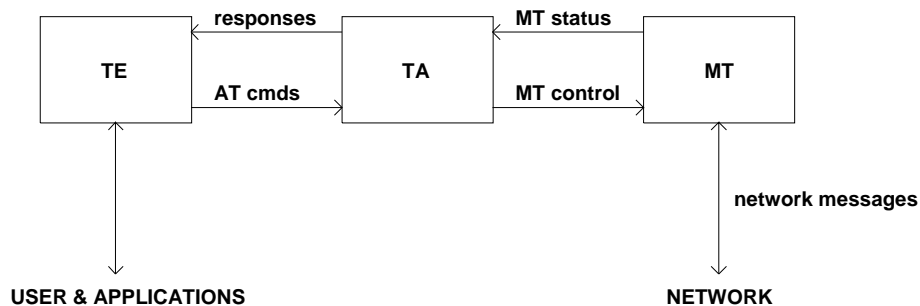 responses
MT status
TE
TA
MT
AT cmds
MT control
network messages
USER & APPLICATIONS
NETWORK